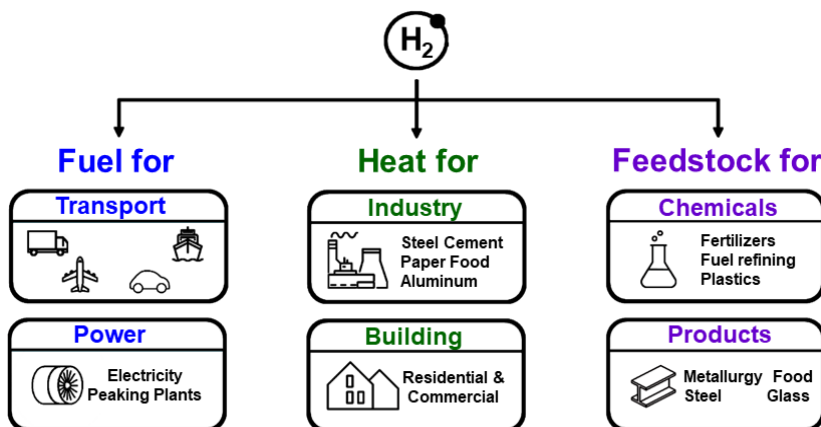 H₂
Fuel for
Transport
Power
Electricity
Peaking Plants
Heat for
Industry
Steel Cement
Paper Food
Aluminum
Building
Residential &
Commercial
Feedstock for
Chemicals
Fertilizers
Fuel refining
Plastics
Products
Metallurgy Food
Steel Glass